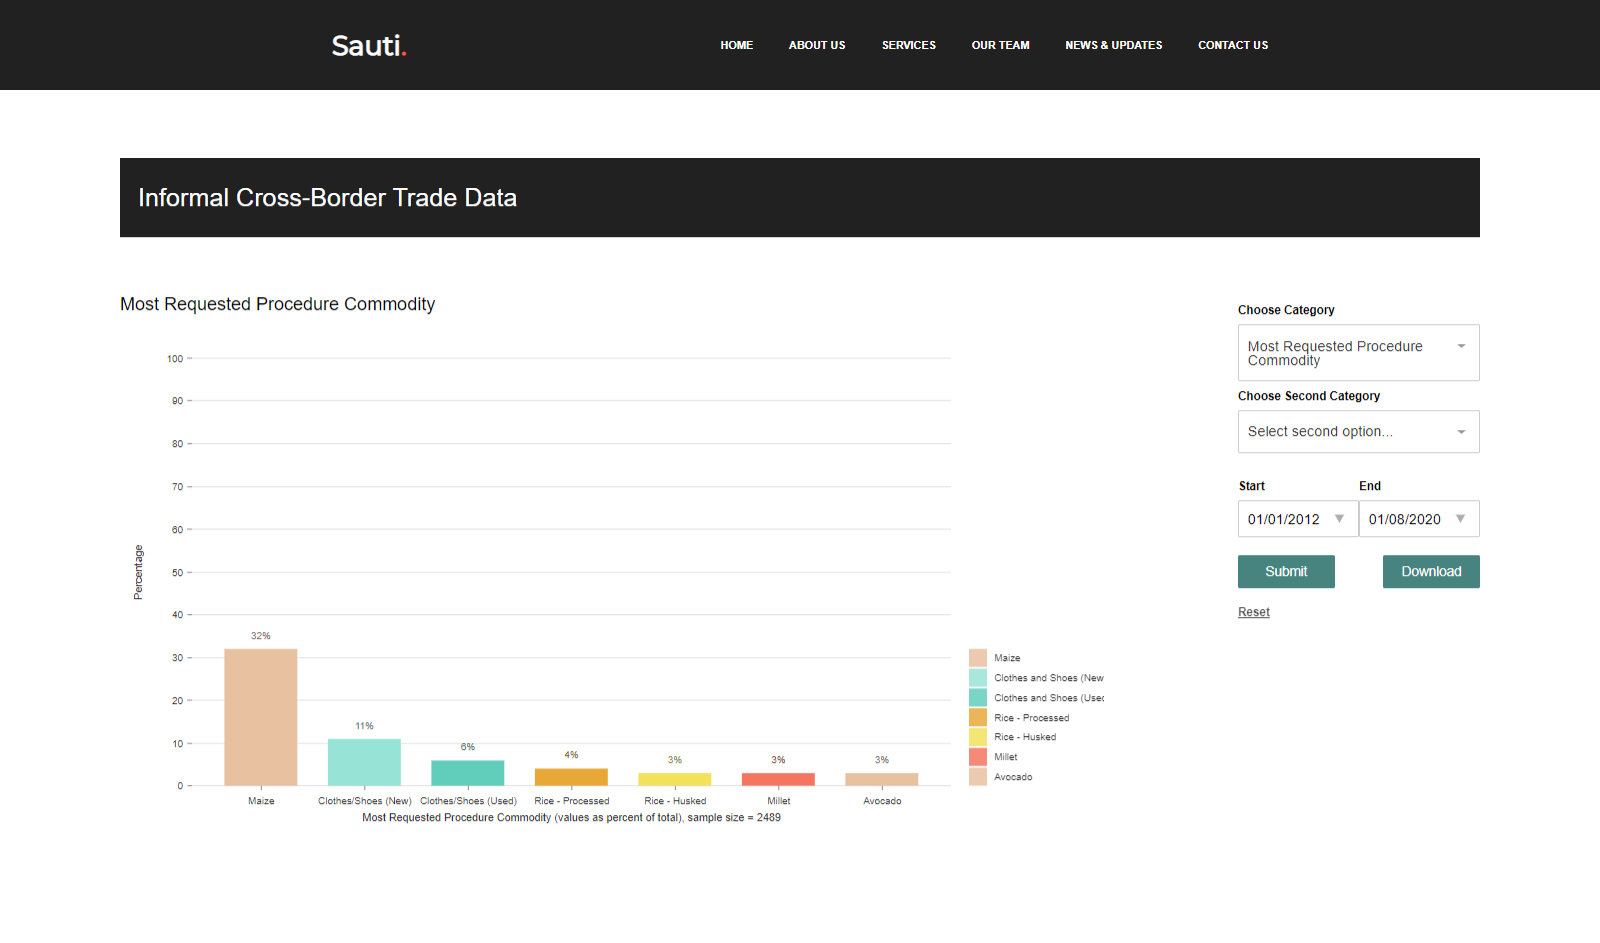 Sauti.
HOME ABOUT US SERVICES OUR TEAM NEWS & UPDATES CONTACT US
Informal Cross-Border Trade Data
Most Requested Procedure Commodity
100
90
80
70
60
50
40
30
20
10
0
Percentage
32%
11%
6%
4%
3%
3%
3%
Maize
Clothes/Shoes (New)
Clothes/Shoes (Used)
Rice - Processed
Rice - Husked
Millet
Avocado
Most Requested Procedure Commodity (values as percent of total), sample size = 2489
Maize
Clothes and Shoes (New
Clothes and Shoes (Used
Rice - Processed
Rice - Husked
Millet
Avocado
Choose Category
Most Requested Procedure
Commodity
Choose Second Category
Select second option...
Start End
01/01/2012 01/08/2020
Submit Download
Reset